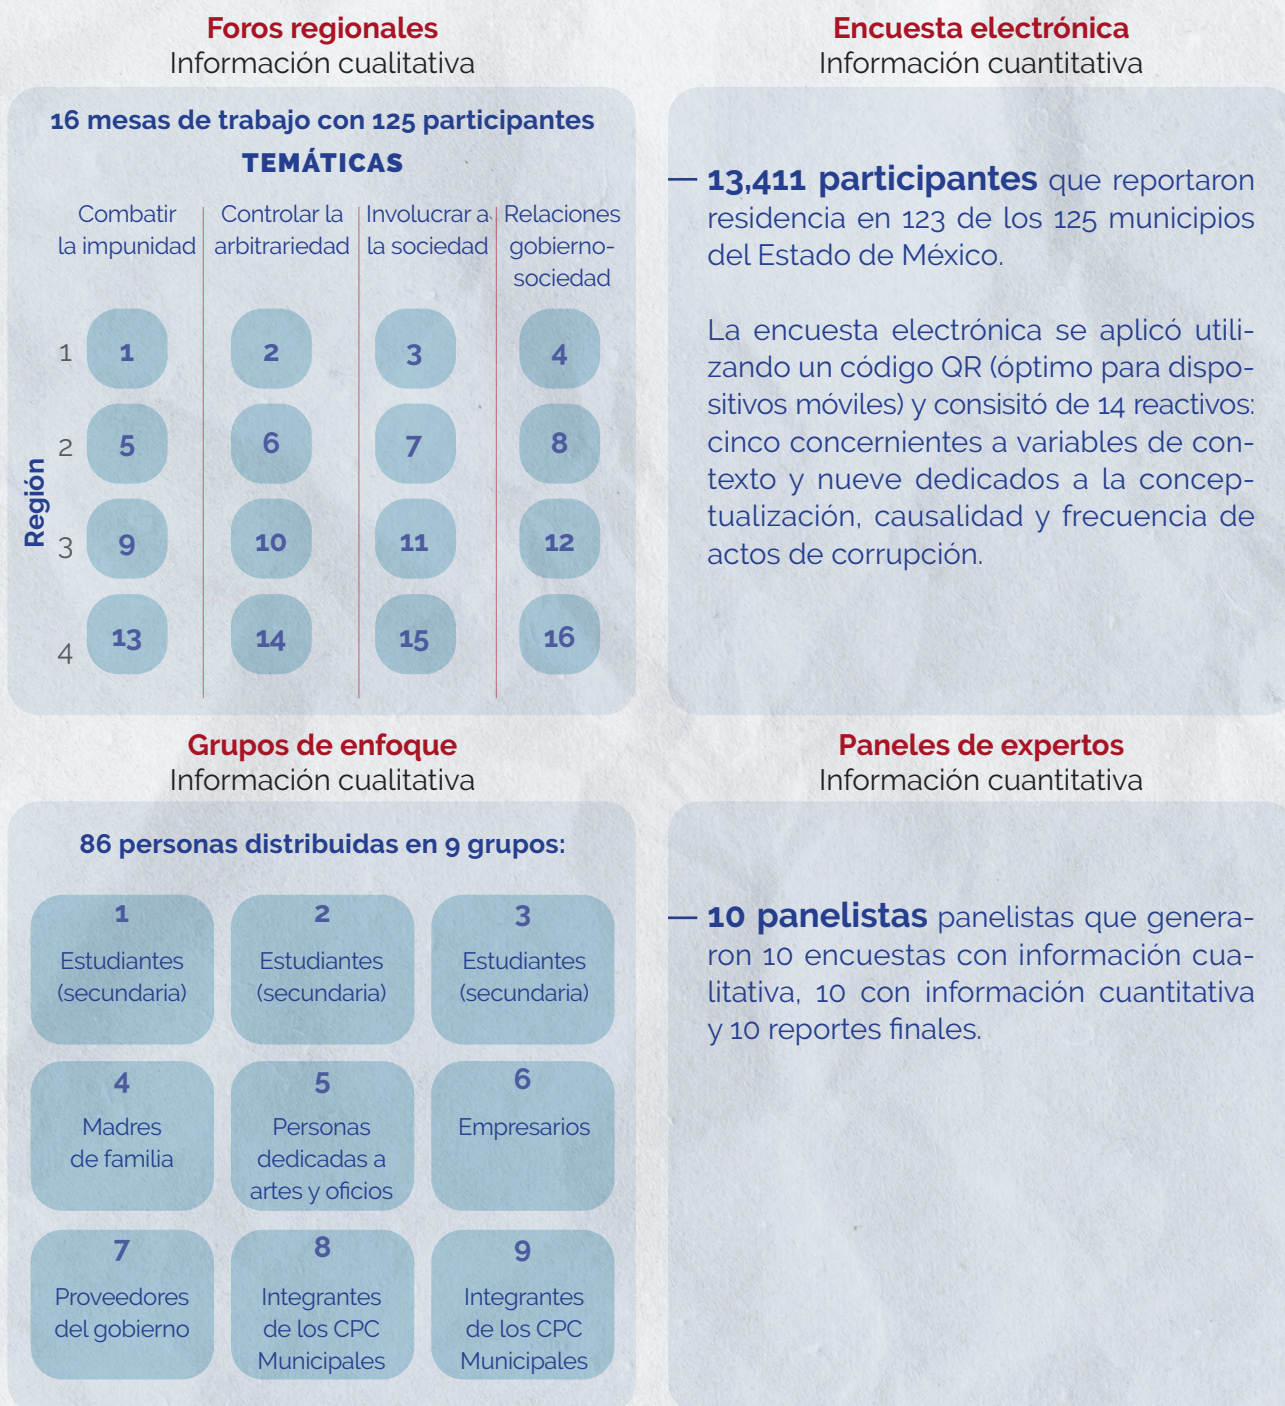 Foros regionales
Información cualitativa
16 mesas de trabajo con 125 participantes
TEMÁTICAS
Combatir
la impunidad
Controlar la
arbitrariedad
Involucrar a
la sociedad
Relaciones
gobierno-
sociedad
Región
1 1 2 3 4
2 5 6 7 8
3 9 10 11 12
4 13 14 15 16
Encuesta electrónica
Información cuantitativa
— 13,411 participantes que reportaron
residencia en 123 de los 125 municipios
del Estado de México.
La encuesta electrónica se aplicó utili-
zando un código QR (óptimo para dispo-
sitivos móviles) y consisitó de 14 reactivos:
cinco concernientes a variables de con-
texto y nueve dedicados a la concep-
tualización, causalidad y frecuencia de
actos de corrupción.
Grupos de enfoque
Información cualitativa
86 personas distribuidas en 9 grupos:
1
Estudiantes
(secundaria)
2
Estudiantes
(secundaria)
3
Estudiantes
(secundaria)
4
Madres
de familia
5
Personas
dedicadas a
artes y oficios
6
Empresarios
7
Proveedores
del gobierno
8
Integrantes
de los CPC
Municipales
9
Integrantes
de los CPC
Municipales
Paneles de expertos
Información cuantitativa
— 10 panelistas panelistas que genera-
ron 10 encuestas con información cua-
litativa, 10 con información cuantitativa
y 10 reportes finales.